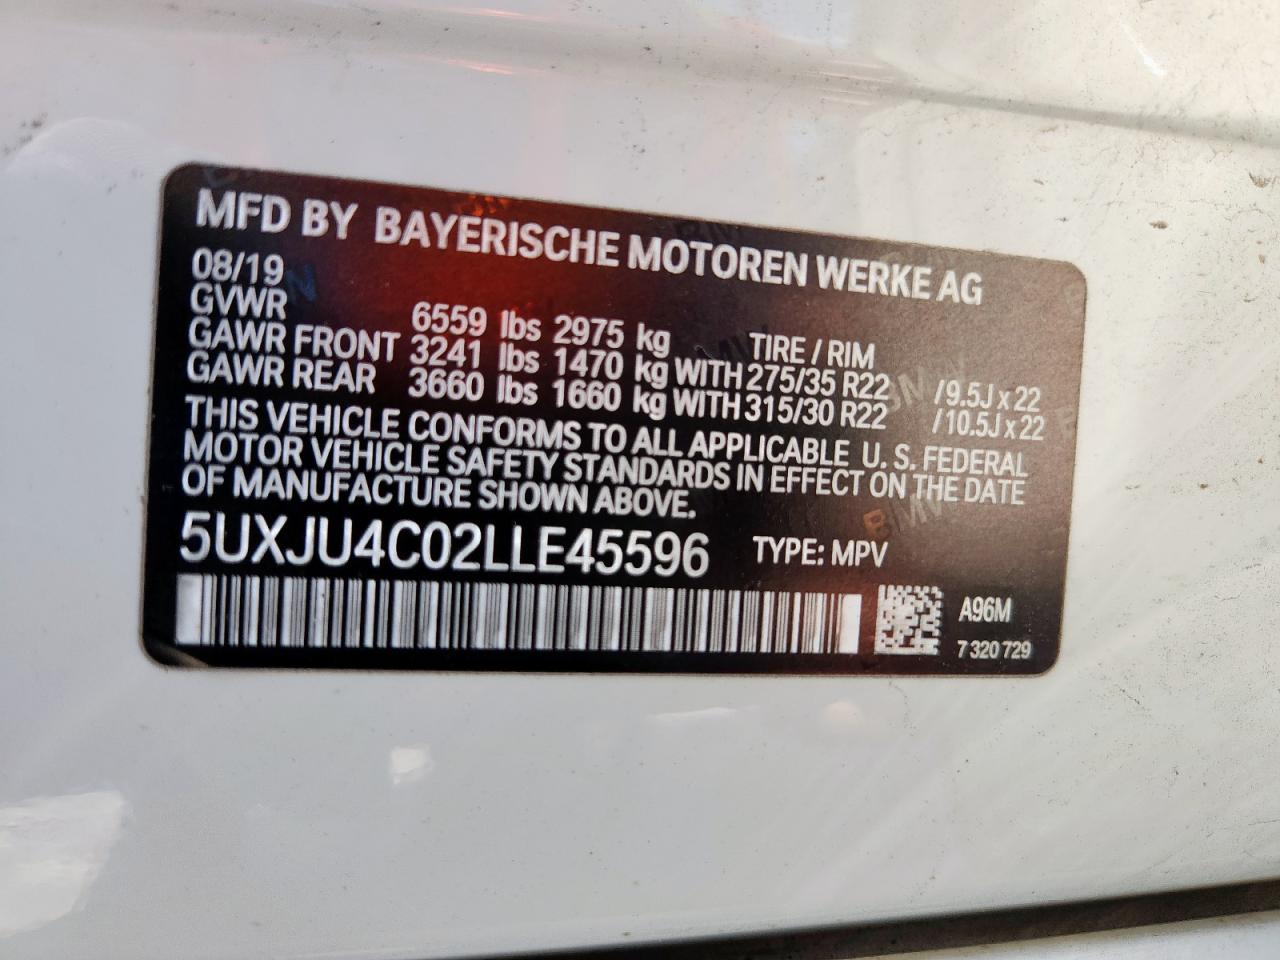 MFD BY BAYERISCHE MOTOREN WERKE AG
08/19
GVWR 6559 lbs 2975 kg TIRE / RIM
GAWR FRONT 3241 lbs 1470 kg WITH 275/35 R22 /9.5J x 22
GAWR REAR 3660 lbs 1660 kg WITH 315/30 R22 /10.5J x 22
THIS VEHICLE CONFORMS TO ALL APPLICABLE U. S. FEDERAL
MOTOR VEHICLE SAFETY STANDARDS IN EFFECT ON THE DATE
OF MANUFACTURE SHOWN ABOVE.
5UXJU4C02LLE45596 TYPE: MPV
A96M
7 320 729